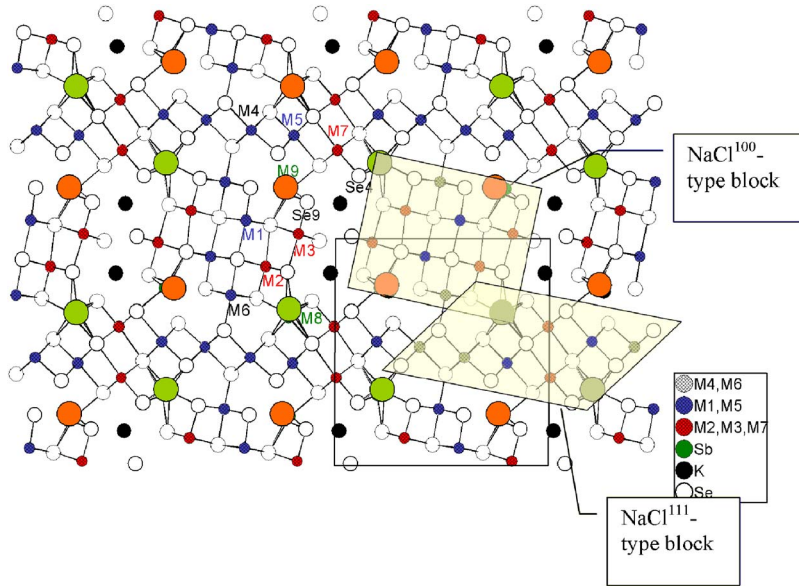 M4
M5
M7
M9
Se4
Se9
M1
M3
M2
M6
M8
NaCl¹⁰⁰-
type block
M4,M6
M1,M5
M2,M3,M7
Sb
K
Se
NaCl¹¹¹-
type block